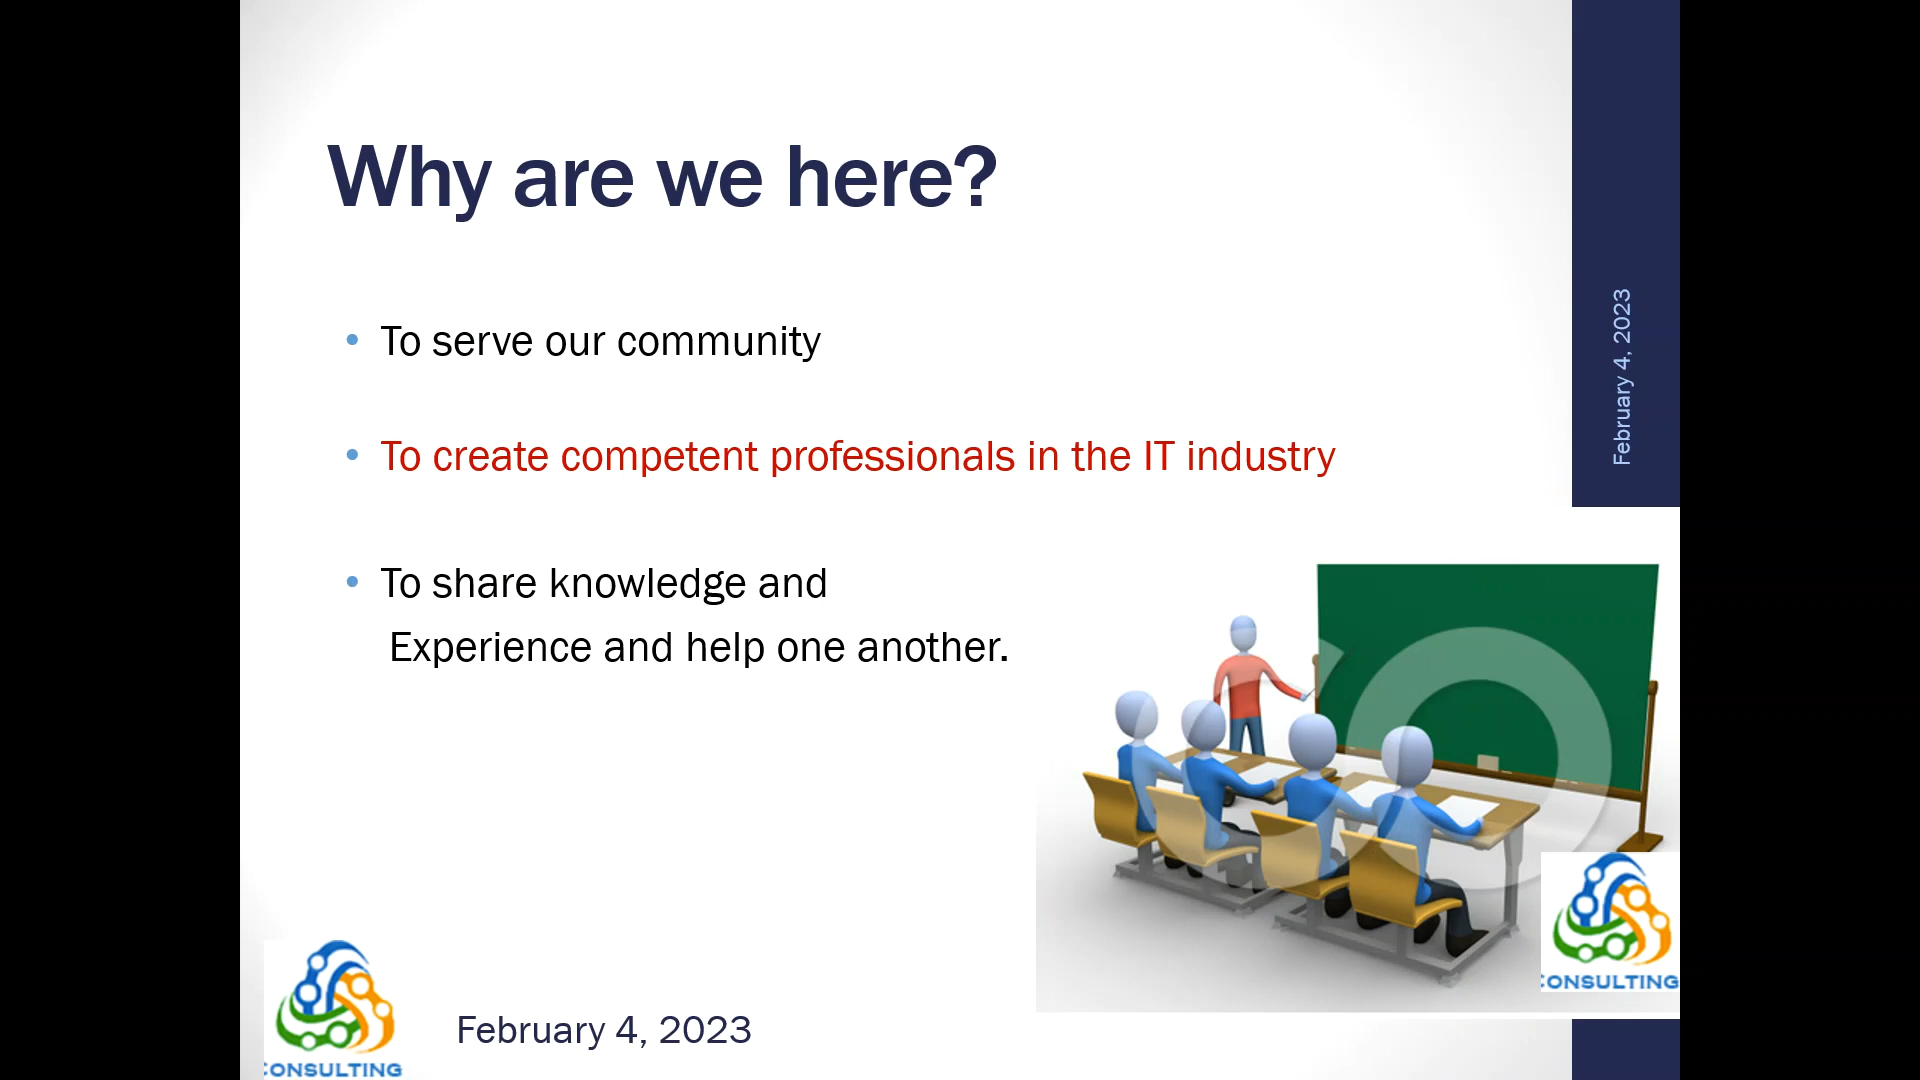 Why are we here?
• To serve our community
• To create competent professionals in the IT industry
• To share knowledge and
Experience and help one another.
February 4, 2023
February 4, 2023
CONSULTING
CONSULTING